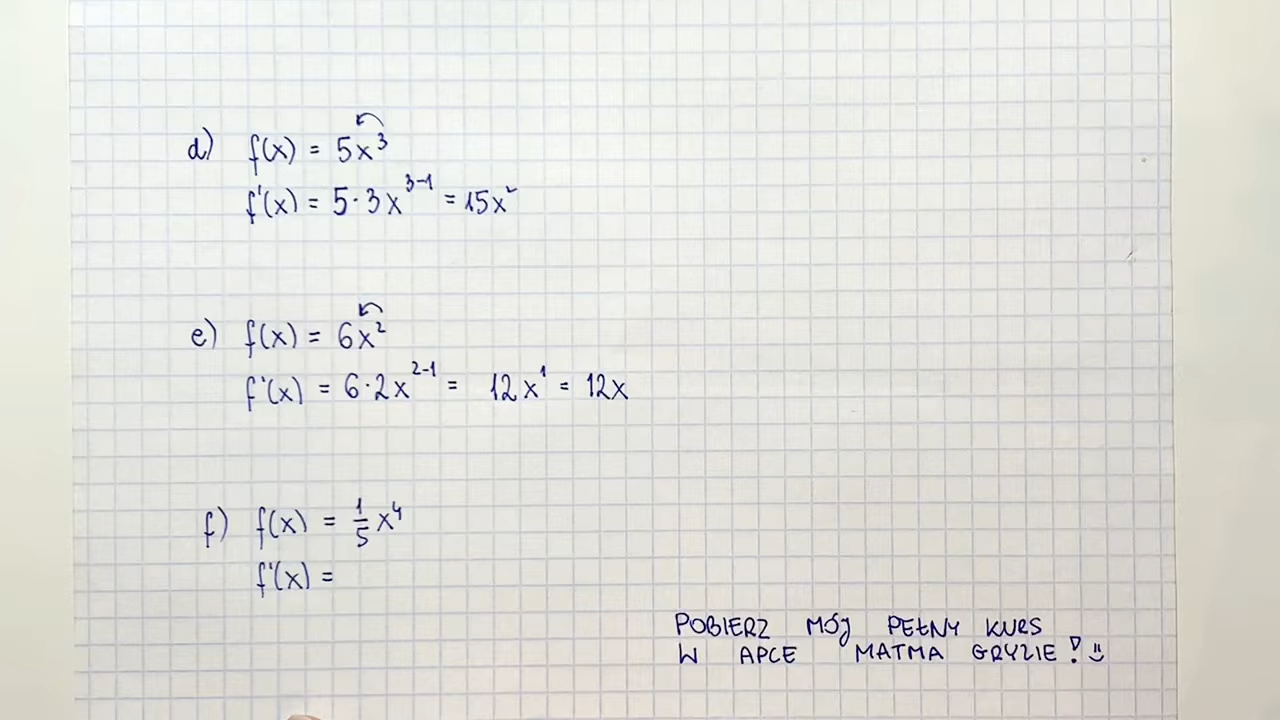 d) f(x) = 5x³
f'(x) = 5·3x³⁻¹ = 15x²
e) f(x) = 6x²
f'(x) = 6·2x²⁻¹ = 12x¹ = 12x
f) f(x) = 1/5 x⁴
f'(x) =
POBIERZ MÓJ PEŁNY KURS
W APCE MATMA GRYZIE! :)